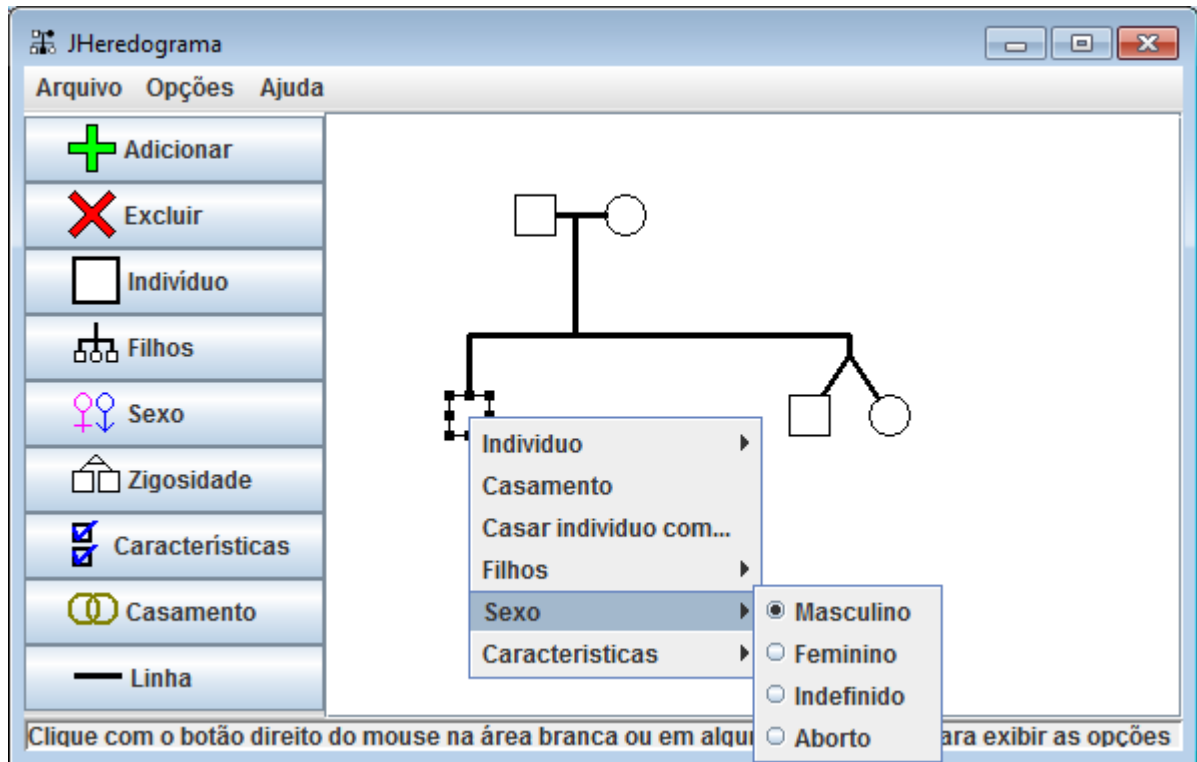 JHeredograma
Arquivo Opções Ajuda
Adicionar
Excluir
Indivíduo
Filhos
Sexo
Zigosidade
Características
Casamento
Linha
Individuo
Casamento
Casar individuo com...
Filhos
Sexo
Caracteristicas
Masculino
Feminino
Indefinido
Aborto
Clique com o botão direito do mouse na área branca ou em ara exibir as opções